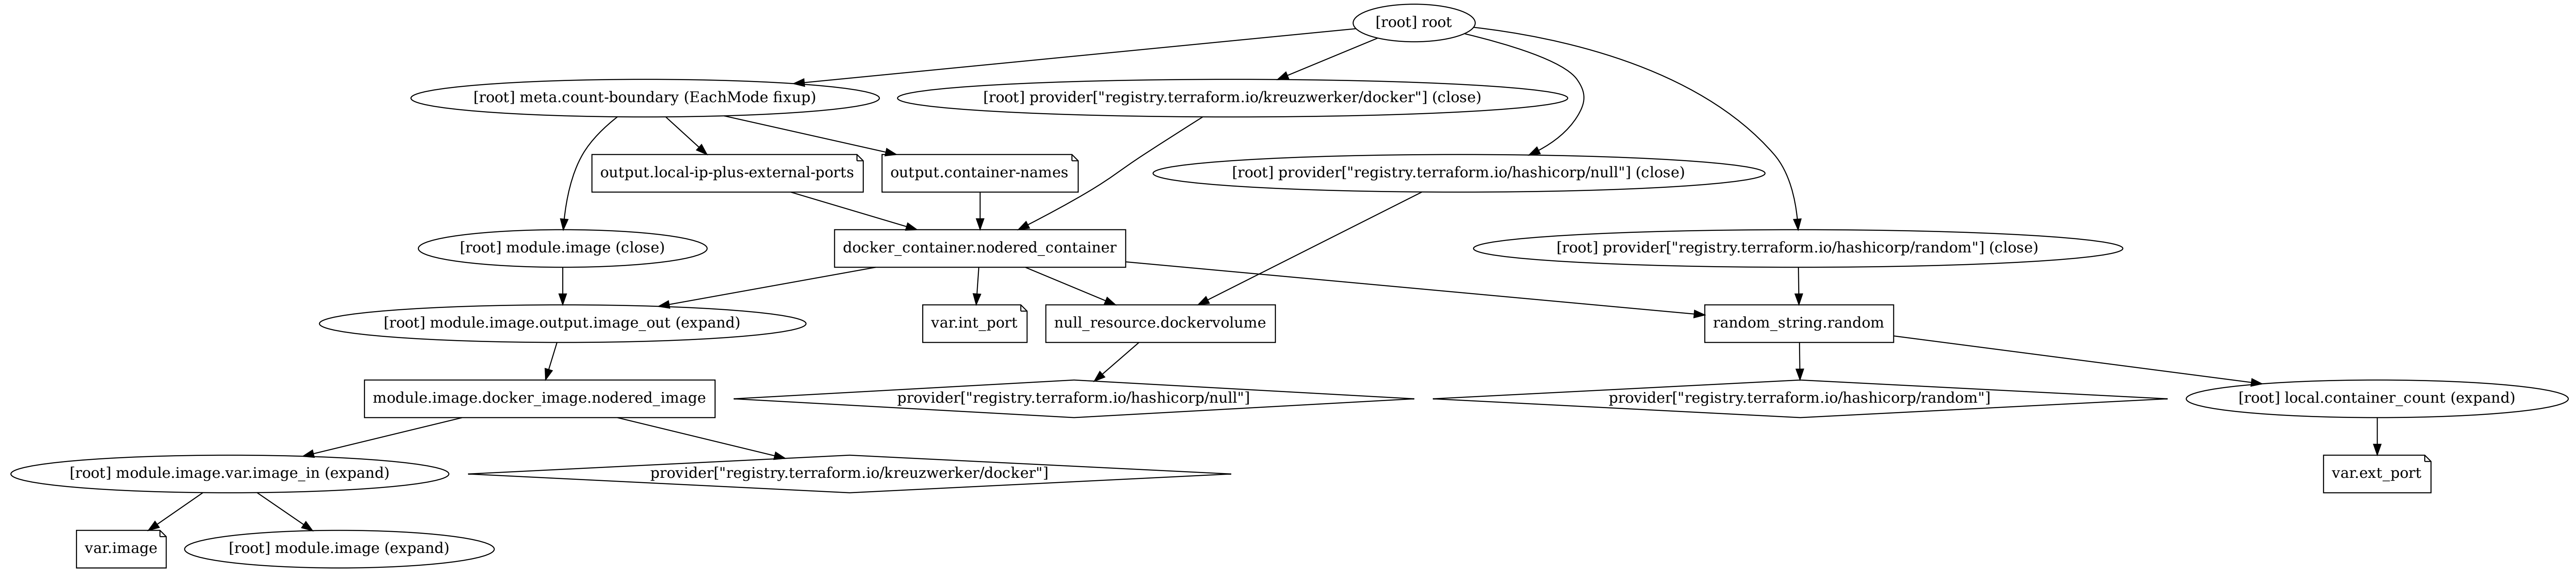 [root] root
[root] meta.count-boundary (EachMode fixup)
[root] provider["registry.terraform.io/kreuzwerker/docker"] (close)
output.local-ip-plus-external-ports
output.container-names
[root] provider["registry.terraform.io/hashicorp/null"] (close)
[root] module.image (close)
docker_container.nodered_container
[root] provider["registry.terraform.io/hashicorp/random"] (close)
[root] module.image.output.image_out (expand)
var.int_port
null_resource.dockervolume
random_string.random
module.image.docker_image.nodered_image
provider["registry.terraform.io/hashicorp/null"]
provider["registry.terraform.io/hashicorp/random"]
[root] local.container_count (expand)
[root] module.image.var.image_in (expand)
provider["registry.terraform.io/kreuzwerker/docker"]
var.ext_port
var.image
[root] module.image (expand)